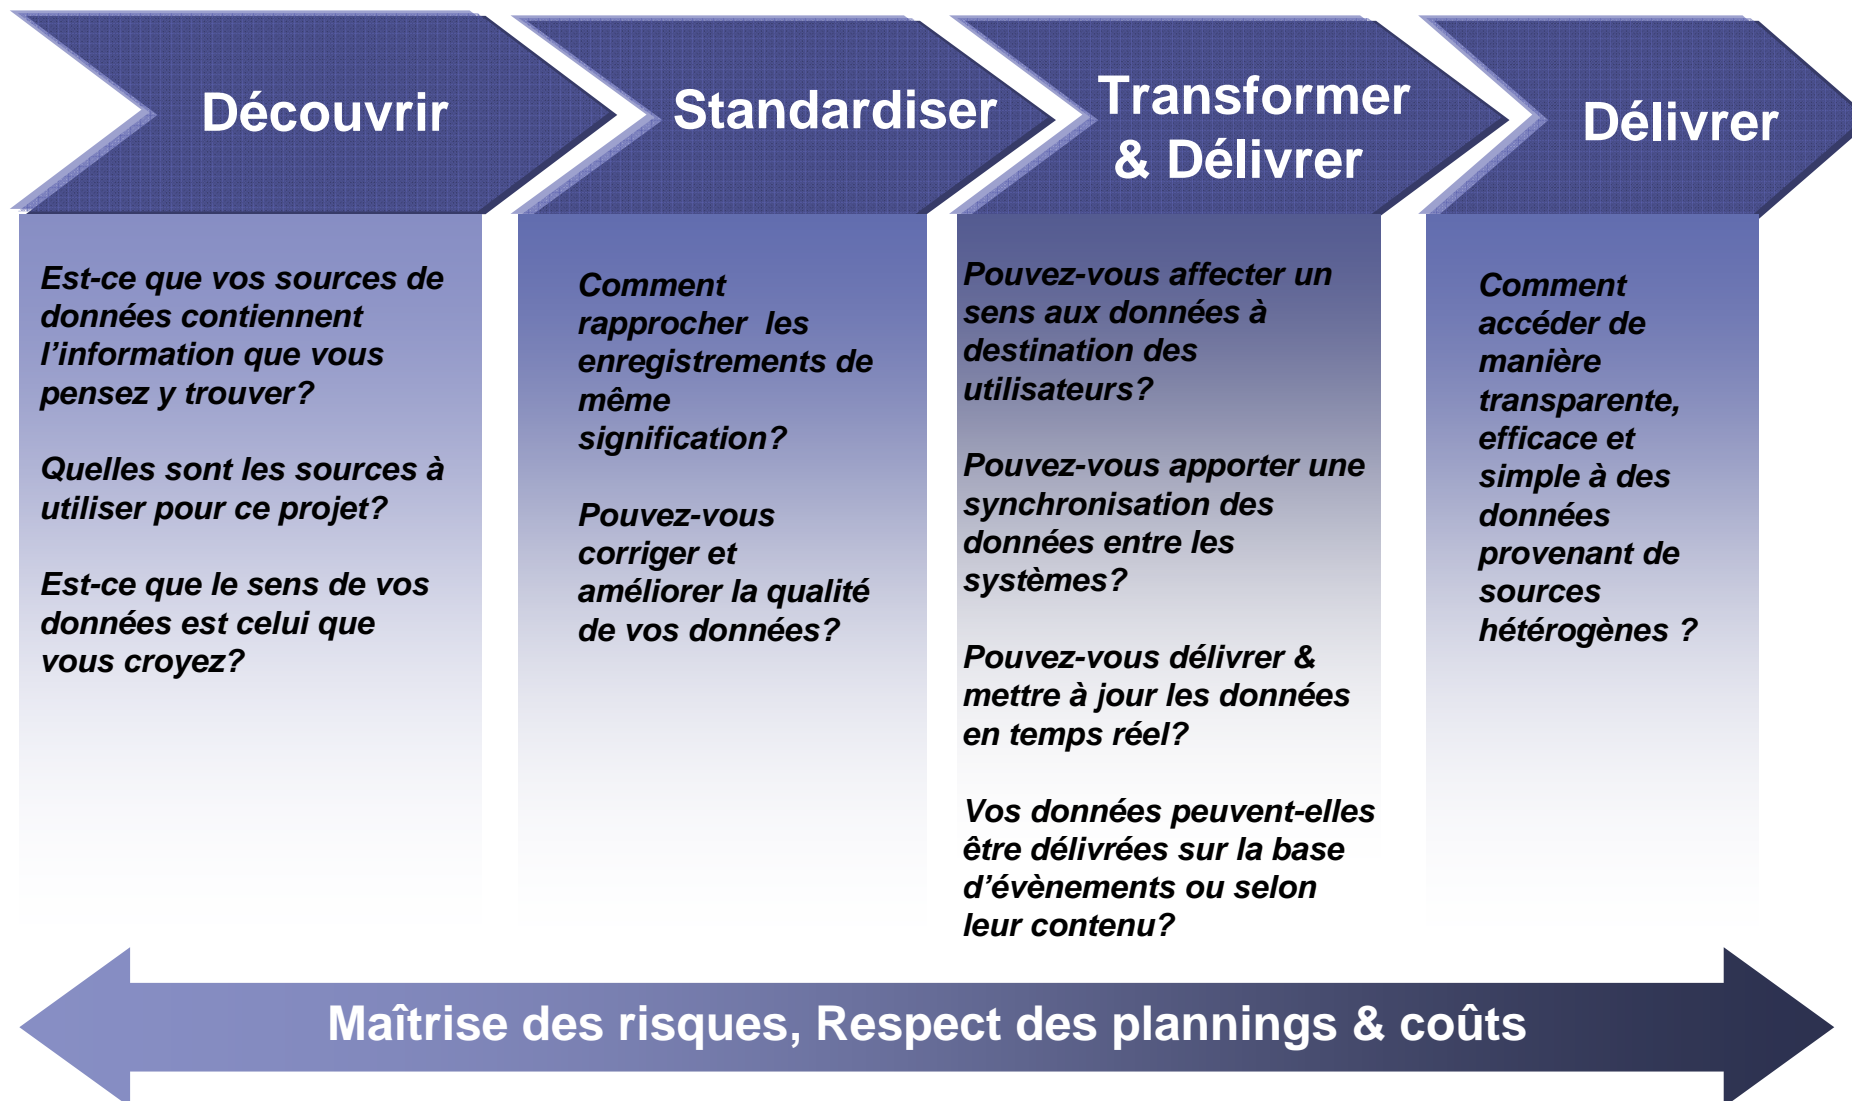 Découvrir
Est-ce que vos sources de
données contiennent
l’information que vous
pensez y trouver?
Quelles sont les sources à
utiliser pour ce projet?
Est-ce que le sens de vos
données est celui que
vous croyez?
Standardiser
Comment
rapprocher  les
enregistrements de
même
signification?
Pouvez-vous
corriger et
améliorer la qualité
de vos données?
Transformer
& Délivrer
Pouvez-vous affecter un
sens aux données à
destination des
utilisateurs?
Pouvez-vous apporter une
synchronisation des
données entre les
systèmes?
Pouvez-vous délivrer &
mettre à jour les données
en temps réel?
Vos données peuvent-elles
être délivrées sur la base
d’évènements ou selon
leur contenu?
Délivrer
Comment
accéder de
manière
transparente,
efficace et
simple à des
données
provenant de
sources
hétérogènes ?
Maîtrise des risques, Respect des plannings & coûts